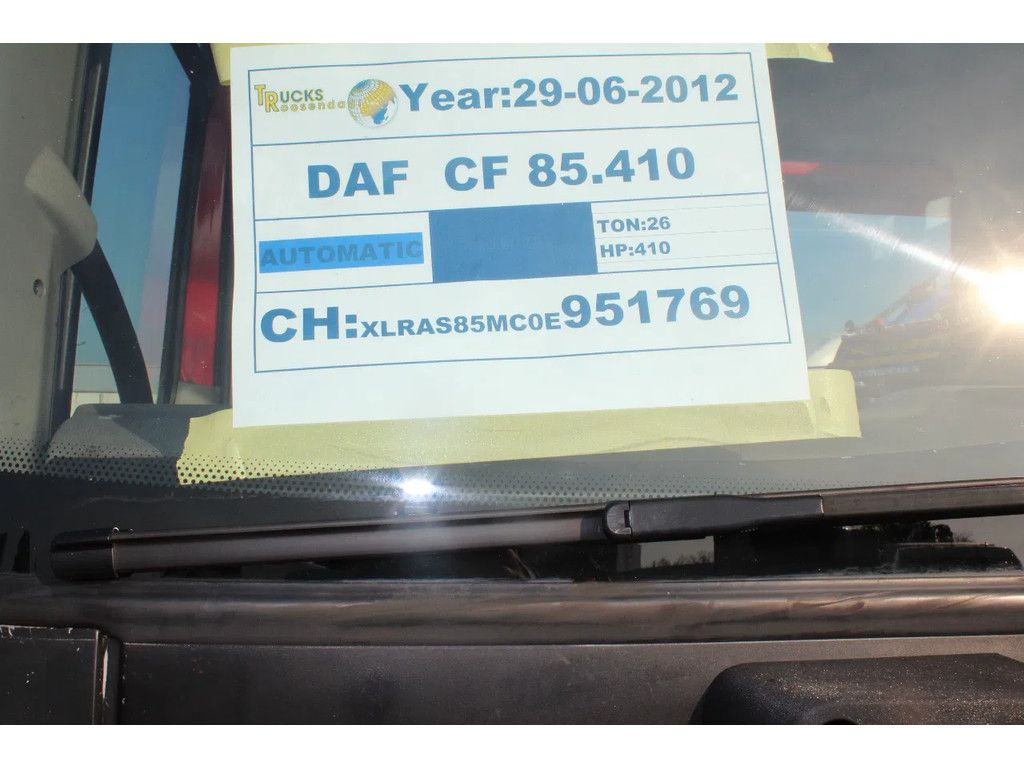 TRUCKS
Roosendaal
Year:29-06-2012
DAF CF 85.410
AUTOMATIC
TON:26
HP:410
CH:XLRAS85MC0E951769